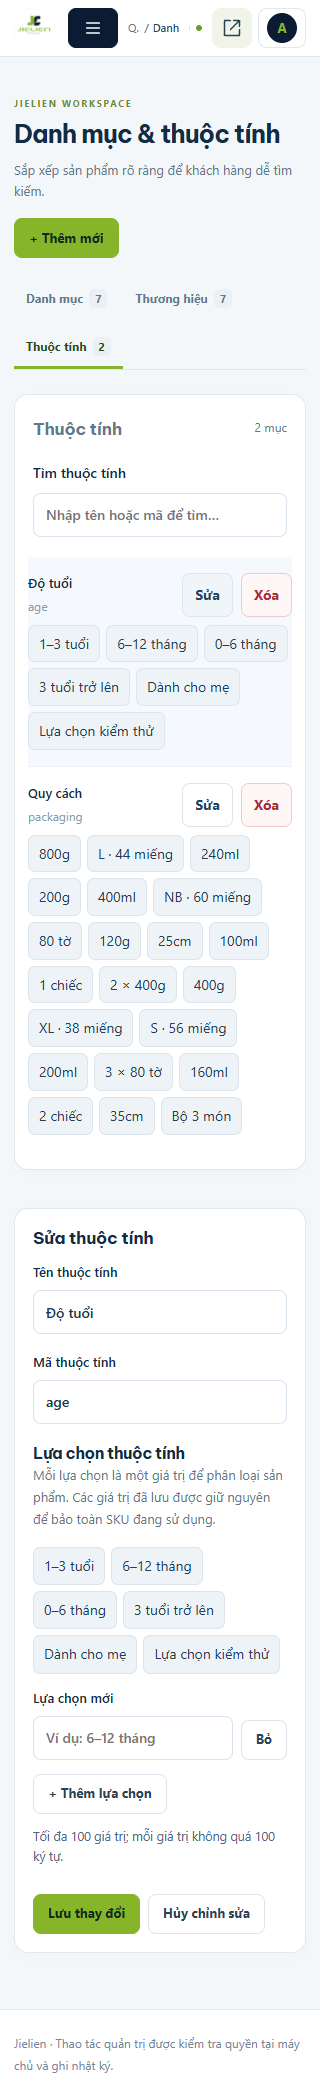 JIELIEN
Q. / Danh
A
JIELIEN WORKSPACE
Danh mục & thuộc tính
Sắp xếp sản phẩm rõ ràng để khách hàng dễ tìm
kiếm.
+ Thêm mới
Danh mục 7 Thương hiệu 7
Thuộc tính 2
Thuộc tính 2 mục
Tìm thuộc tính
Nhập tên hoặc mã để tìm...
Độ tuổi
age
Sửa Xóa
1–3 tuổi 6–12 tháng 0–6 tháng
3 tuổi trở lên Dành cho mẹ
Lựa chọn kiểm thử
Quy cách
packaging
Sửa Xóa
800g L · 44 miếng 240ml
200g 400ml NB · 60 miếng
80 tờ 120g 25cm 100ml
1 chiếc 2 × 400g 400g
XL · 38 miếng S · 56 miếng
200ml 3 × 80 tờ 160ml
2 chiếc 35cm Bộ 3 món
Sửa thuộc tính
Tên thuộc tính
Độ tuổi
Mã thuộc tính
age
Lựa chọn thuộc tính
Mỗi lựa chọn là một giá trị để phân loại sản
phẩm. Các giá trị đã lưu được giữ nguyên
để bảo toàn SKU đang sử dụng.
1–3 tuổi 6–12 tháng
0–6 tháng 3 tuổi trở lên
Dành cho mẹ Lựa chọn kiểm thử
Lựa chọn mới
Ví dụ: 6–12 tháng Bỏ
+ Thêm lựa chọn
Tối đa 100 giá trị; mỗi giá trị không quá 100
ký tự.
Lưu thay đổi Hủy chỉnh sửa
Jielien · Thao tác quản trị được kiểm tra quyền tại máy
chủ và ghi nhật ký.